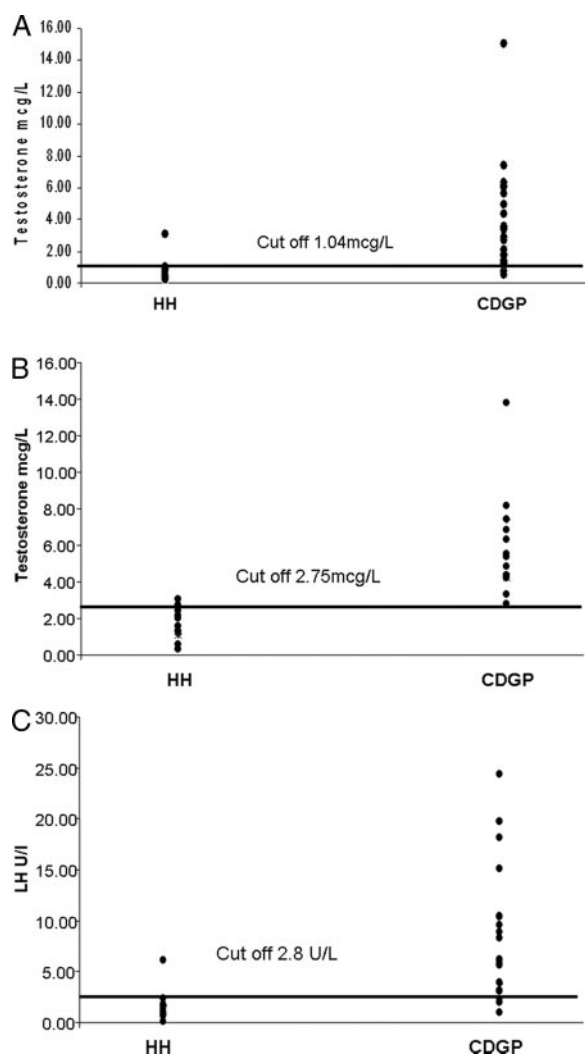 A
Testosterone mcg/L
16.00
14.00
12.00
10.00
8.00
6.00
4.00
2.00
0.00
Cut off 1.04mcg/L
HH CDGP
B
Testosterone mcg/L
16.00
14.00
12.00
10.00
8.00
6.00
4.00
2.00
0.00
Cut off 2.75mcg/L
HH CDGP
C
LH U/l
30.00
25.00
20.00
15.00
10.00
5.00
0.00
Cut off 2.8 U/L
HH CDGP